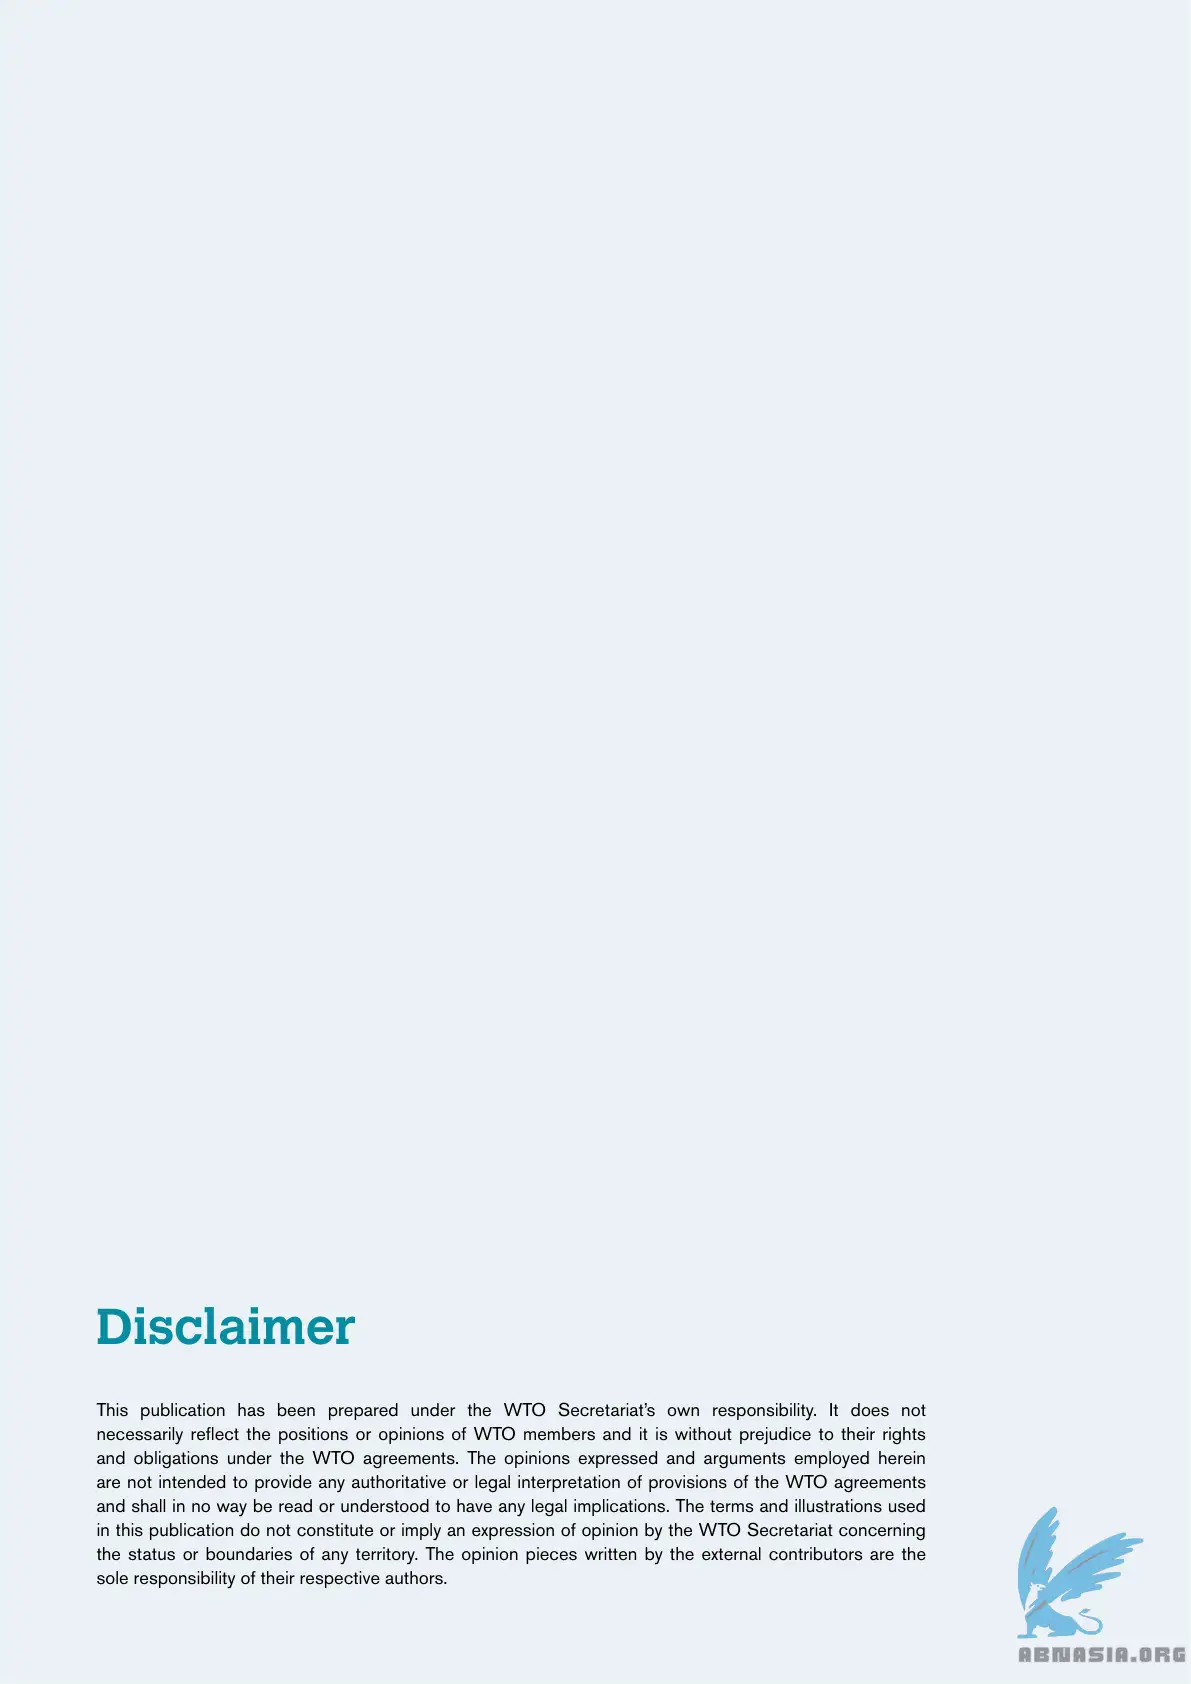 Disclaimer
This publication has been prepared under the WTO Secretariat’s own responsibility. It does not
necessarily reflect the positions or opinions of WTO members and it is without prejudice to their rights
and obligations under the WTO agreements. The opinions expressed and arguments employed herein
are not intended to provide any authoritative or legal interpretation of provisions of the WTO agreements
and shall in no way be read or understood to have any legal implications. The terms and illustrations used
in this publication do not constitute or imply an expression of opinion by the WTO Secretariat concerning
the status or boundaries of any territory. The opinion pieces written by the external contributors are the
sole responsibility of their respective authors.
ABNASIA.ORG